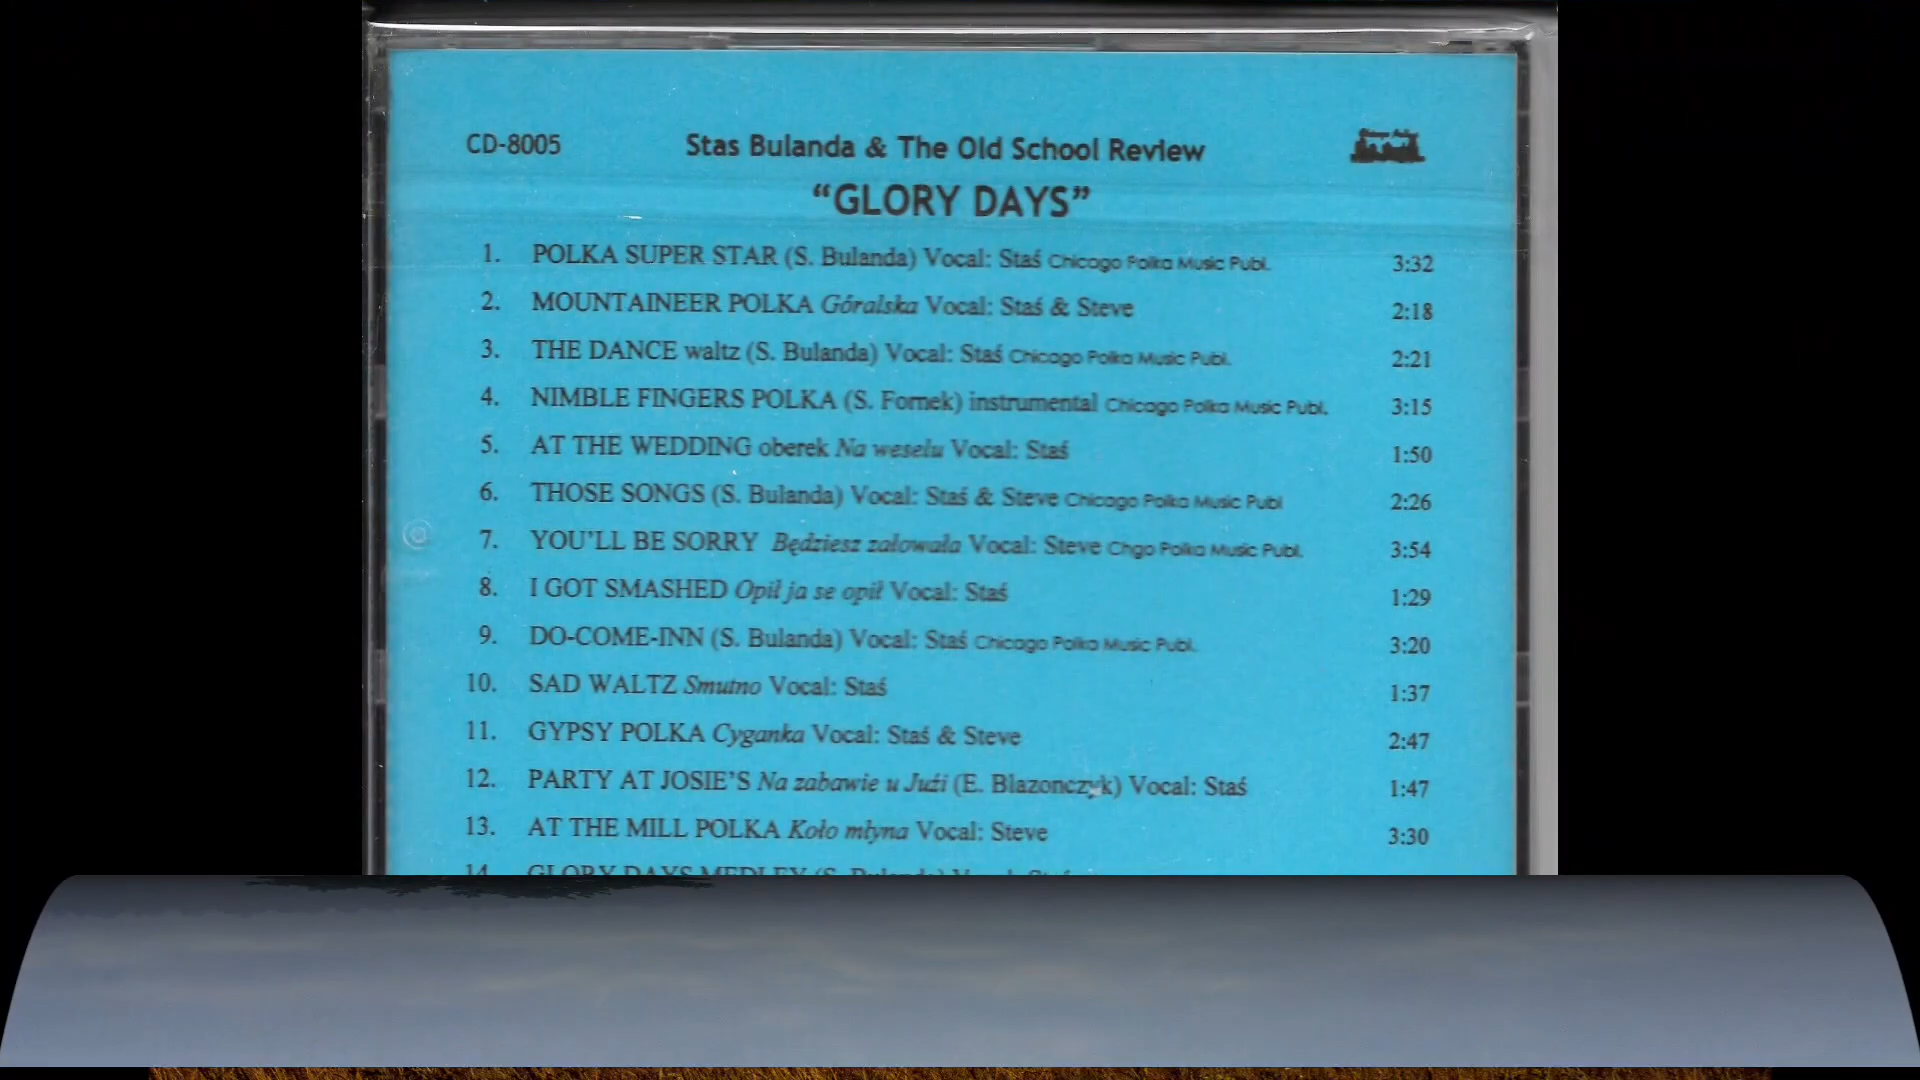 CD-8005 Stas Bulanda & The Old School Review
“GLORY DAYS”
1. POLKA SUPER STAR (S. Bulanda) Vocal: Staś Chicago Polka Music Publ. 3:32
2. MOUNTAINEER POLKA Góralska Vocal: Staś & Steve 2:18
3. THE DANCE waltz (S. Bulanda) Vocal: Staś Chicago Polka Music Publ. 2:21
4. NIMBLE FINGERS POLKA (S. Fornek) instrumental Chicago Polka Music Publ. 3:15
5. AT THE WEDDING oberek Na weselu Vocal: Staś 1:50
6. THOSE SONGS (S. Bulanda) Vocal: Staś & Steve Chicago Polka Music Publ 2:26
7. YOU’LL BE SORRY Będziesz załowała Vocal: Steve Chgo Polka Music Publ. 3:54
8. I GOT SMASHED Opił ja se opił Vocal: Staś 1:29
9. DO-COME-INN (S. Bulanda) Vocal: Staś Chicago Polka Music Publ. 3:20
10. SAD WALTZ Smutno Vocal: Staś 1:37
11. GYPSY POLKA Cyganka Vocal: Staś & Steve 2:47
12. PARTY AT JOSIE’S Na zabawie u Juźi (E. Blazonczyk) Vocal: Staś 1:47
13. AT THE MILL POLKA Koło młyna Vocal: Steve 3:30
14. GLORY DAYS MEDLEY (S. Bulanda) Vocal: Staś